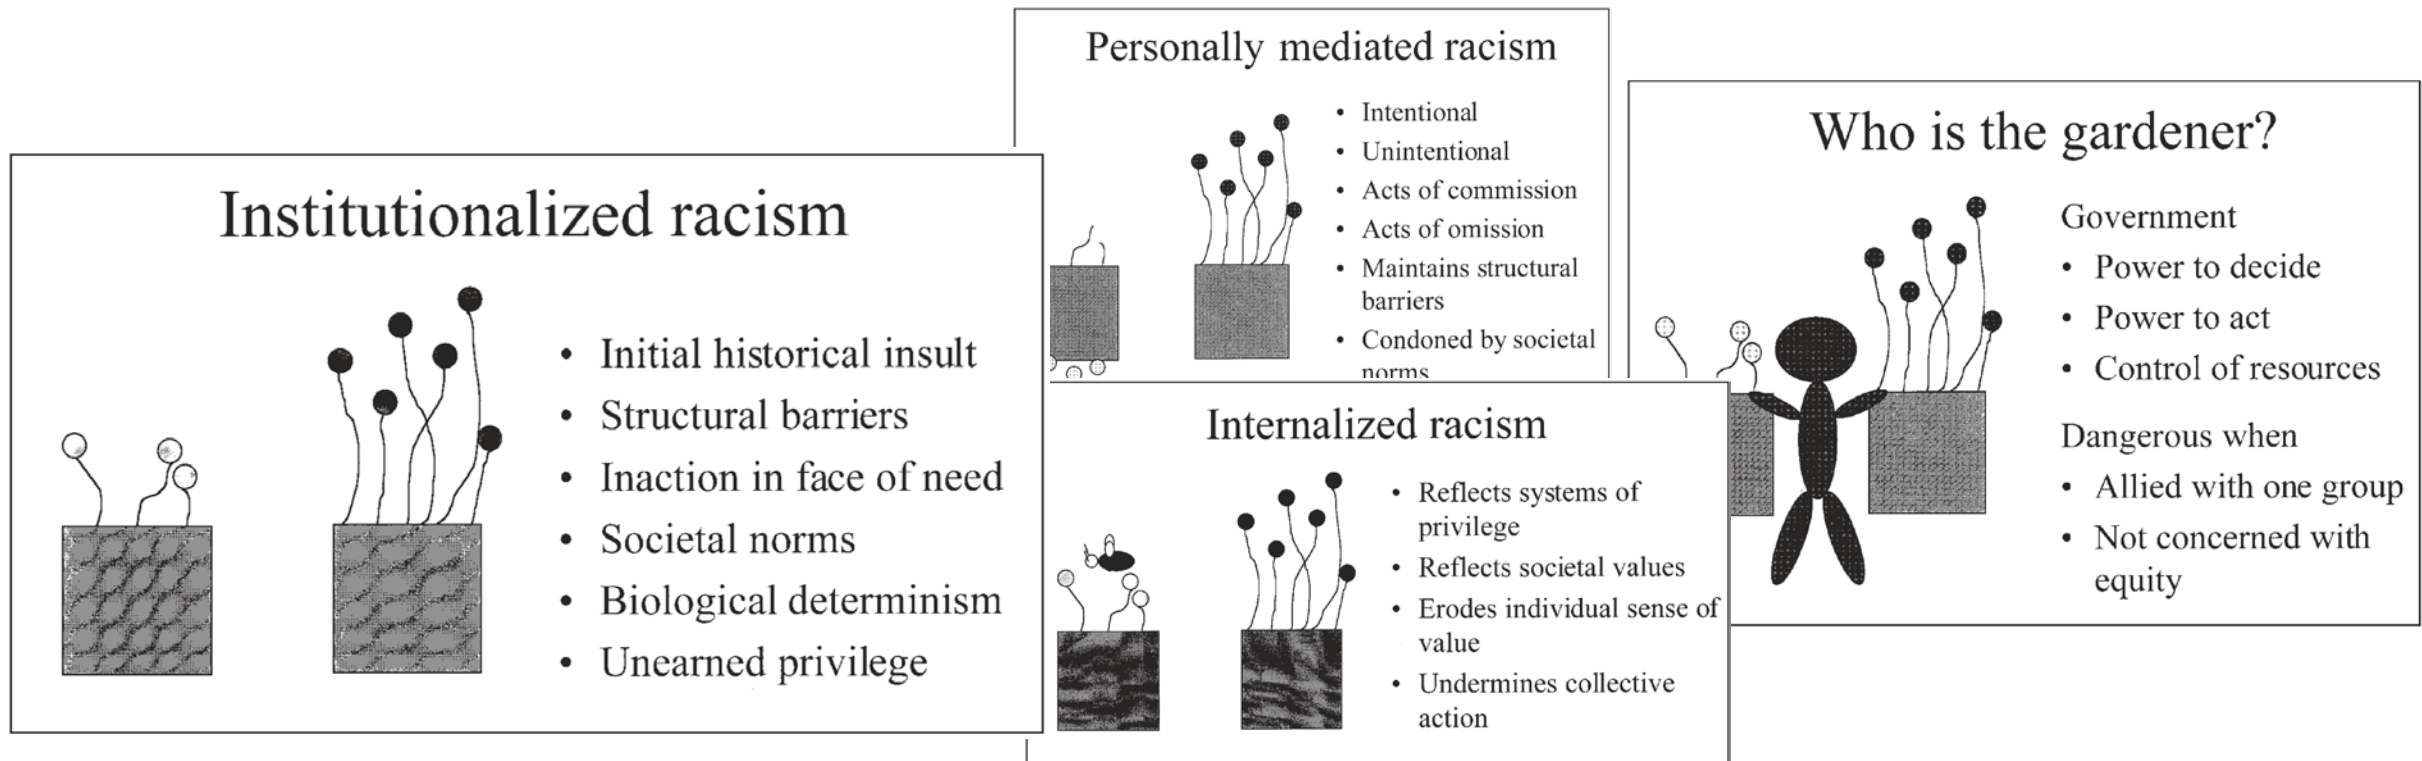 Institutionalized racism
• Initial historical insult
• Structural barriers
• Inaction in face of need
• Societal norms
• Biological determinism
• Unearned privilege
Personally mediated racism
• Intentional
• Unintentional
• Acts of commission
• Acts of omission
• Maintains structural
barriers
• Condoned by societal
norms
Internalized racism
• Reflects systems of
privilege
• Reflects societal values
• Erodes individual sense of
value
• Undermines collective
action
Who is the gardener?
Government
• Power to decide
• Power to act
• Control of resources
Dangerous when
• Allied with one group
• Not concerned with
equity